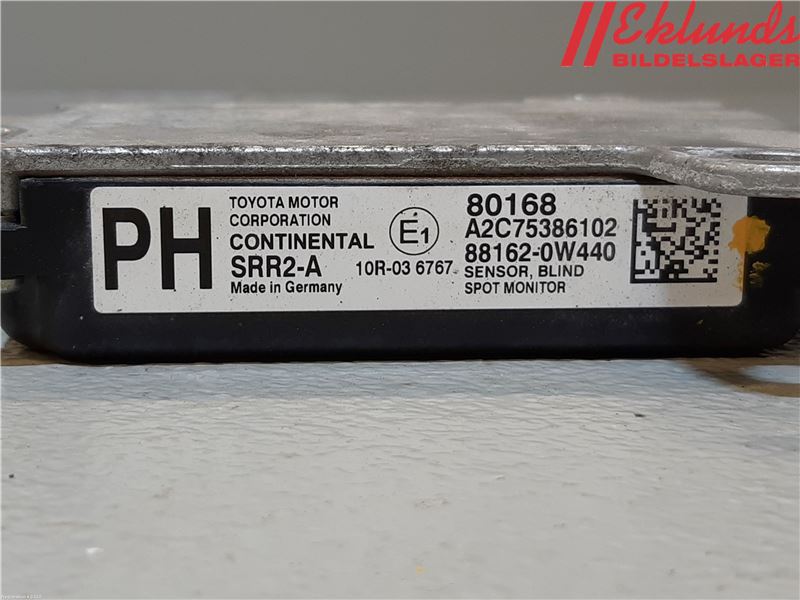 Eklunds
BILDELSLAGER
PH
TOYOTA MOTOR
CORPORATION
CONTINENTAL
SRR2-A
Made in Germany
E1
10R-03 6767
80168
A2C75386102
88162-0W440
SENSOR, BLIND
SPOT MONITOR